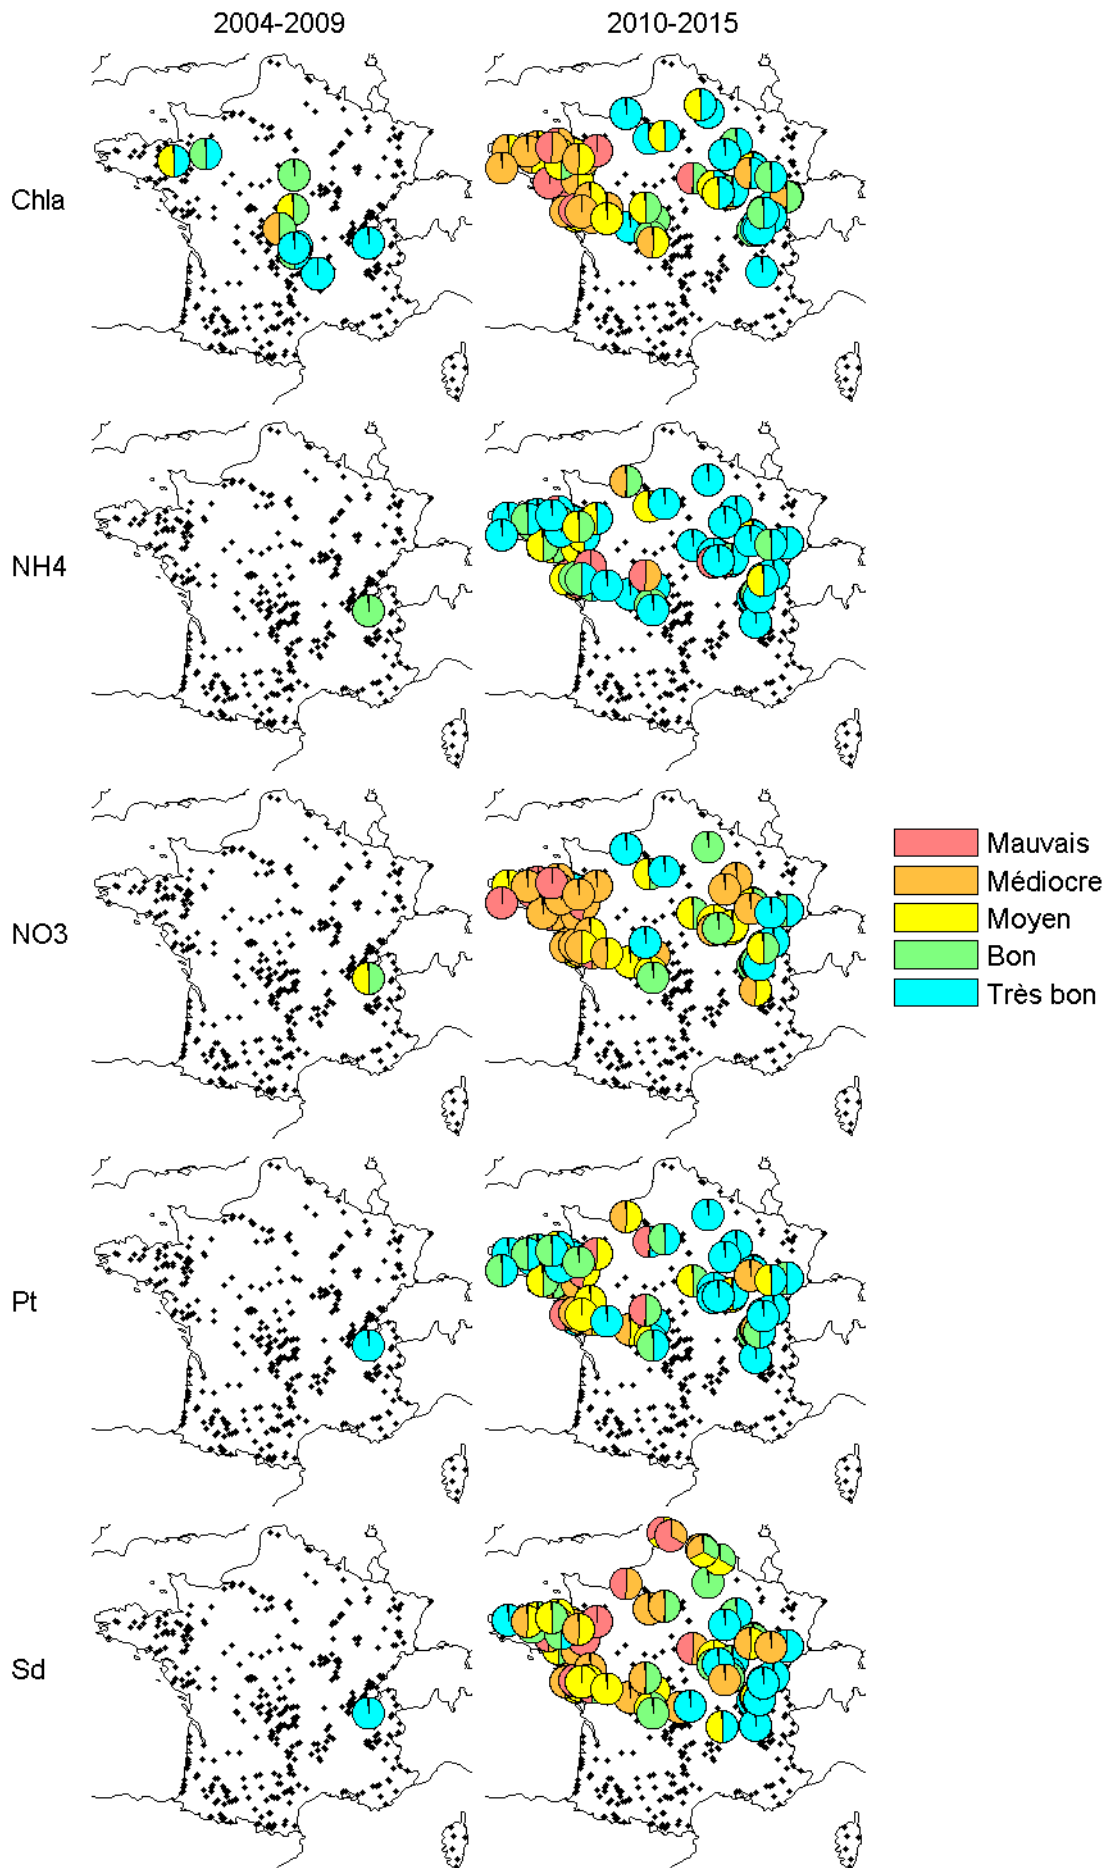 2004-2009
2010-2015
Chla
NH4
NO3
Pt
Sd
Mauvais
Médiocre
Moyen
Bon
Très bon